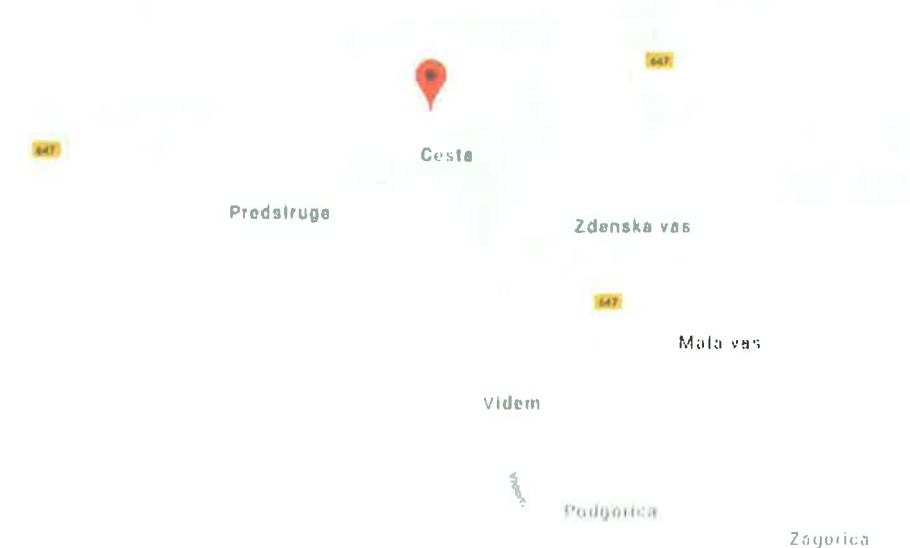 647
647
Cesta
Predstruge
Zdenska vas
647
Mala vas
Videm
Podgorica
Zagorica